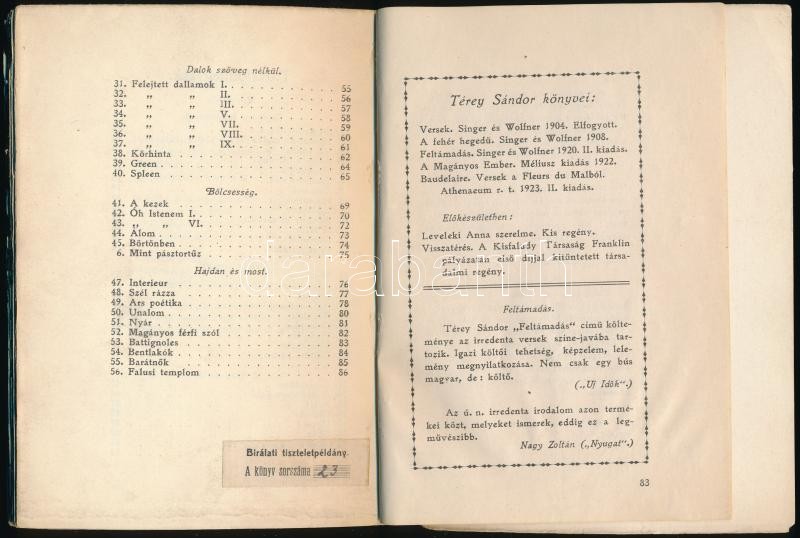 Dalok szöveg nélkül.
31. Felejtett dallamok I. . . . . . . . . . . 55
32. „ „ II. . . . . . . . . . . 56
33. „ „ III. . . . . . . . . . . 57
34. „ „ V. . . . . . . . . . . 58
35. „ „ VII. . . . . . . . . . . 59
36. „ „ VIII. . . . . . . . . . . 60
37. „ „ IX. . . . . . . . . . . 61
38. Körhinta . . . . . . . . . . 62
39. Green . . . . . . . . . . 64
40. Spleen . . . . . . . . . . 65
Bölcsesség.
41. A kezek . . . . . . . . . . 69
42. Óh Istenem I. . . . . . . . . . . 70
43. „ „ VI. . . . . . . . . . . 72
44. Álom . . . . . . . . . . 73
45. Börtönben . . . . . . . . . . 74
6. Mint pásztortűz . . . . . . . . . . 75
Hajdan és most.
47. Interieur . . . . . . . . . . 76
48. Szél rázza . . . . . . . . . . 77
49. Ars poétika . . . . . . . . . . 78
50. Unalom . . . . . . . . . . 80
51. Nyár . . . . . . . . . . 81
52. Magányos férfi szól . . . . . . . . . . 82
53. Battignoles . . . . . . . . . . 83
54. Bentlakók . . . . . . . . . . 84
55. Barátnők . . . . . . . . . . 85
56. Falusi templom . . . . . . . . . . 86
Birálati tiszteletpéldány.
A könyv sorszáma 23
Térey Sándor könyvei:
Versek. Singer és Wolfner 1904. Elfogyott.
A fehér hegedű. Singer és Wolfner 1908.
Feltámadás. Singer és Wolfner 1920. II. kiadás.
A Magányos Ember. Méliusz kiadás 1922.
Baudelaire. Versek a Fleurs du Malból.
Athenaeum r. t. 1923. II. kiadás.
Előkészületben:
Leveleki Anna szerelme. Kis regény.
Visszatérés. A Kisfaludy Társaság Franklin
pályázatán első dijjal kitüntetett társa-
dalmi regény.
Feltámadás.
Térey Sándor „Feltámadás" cimű költe-
ménye az irredenta versek szine-javába tar-
tozik. Igazi költői tehetség, képzelem, lele-
mény megnyilatkozása. Nem csak egy bús
magyar, de: költő.
(„Uj Idők".)
Az ú. n. irredenta irodalom azon termé-
kei közt, melyeket ismerek, eddig ez a leg-
művészibb.
Nagy Zoltán („Nyugat".)
83
darabanth